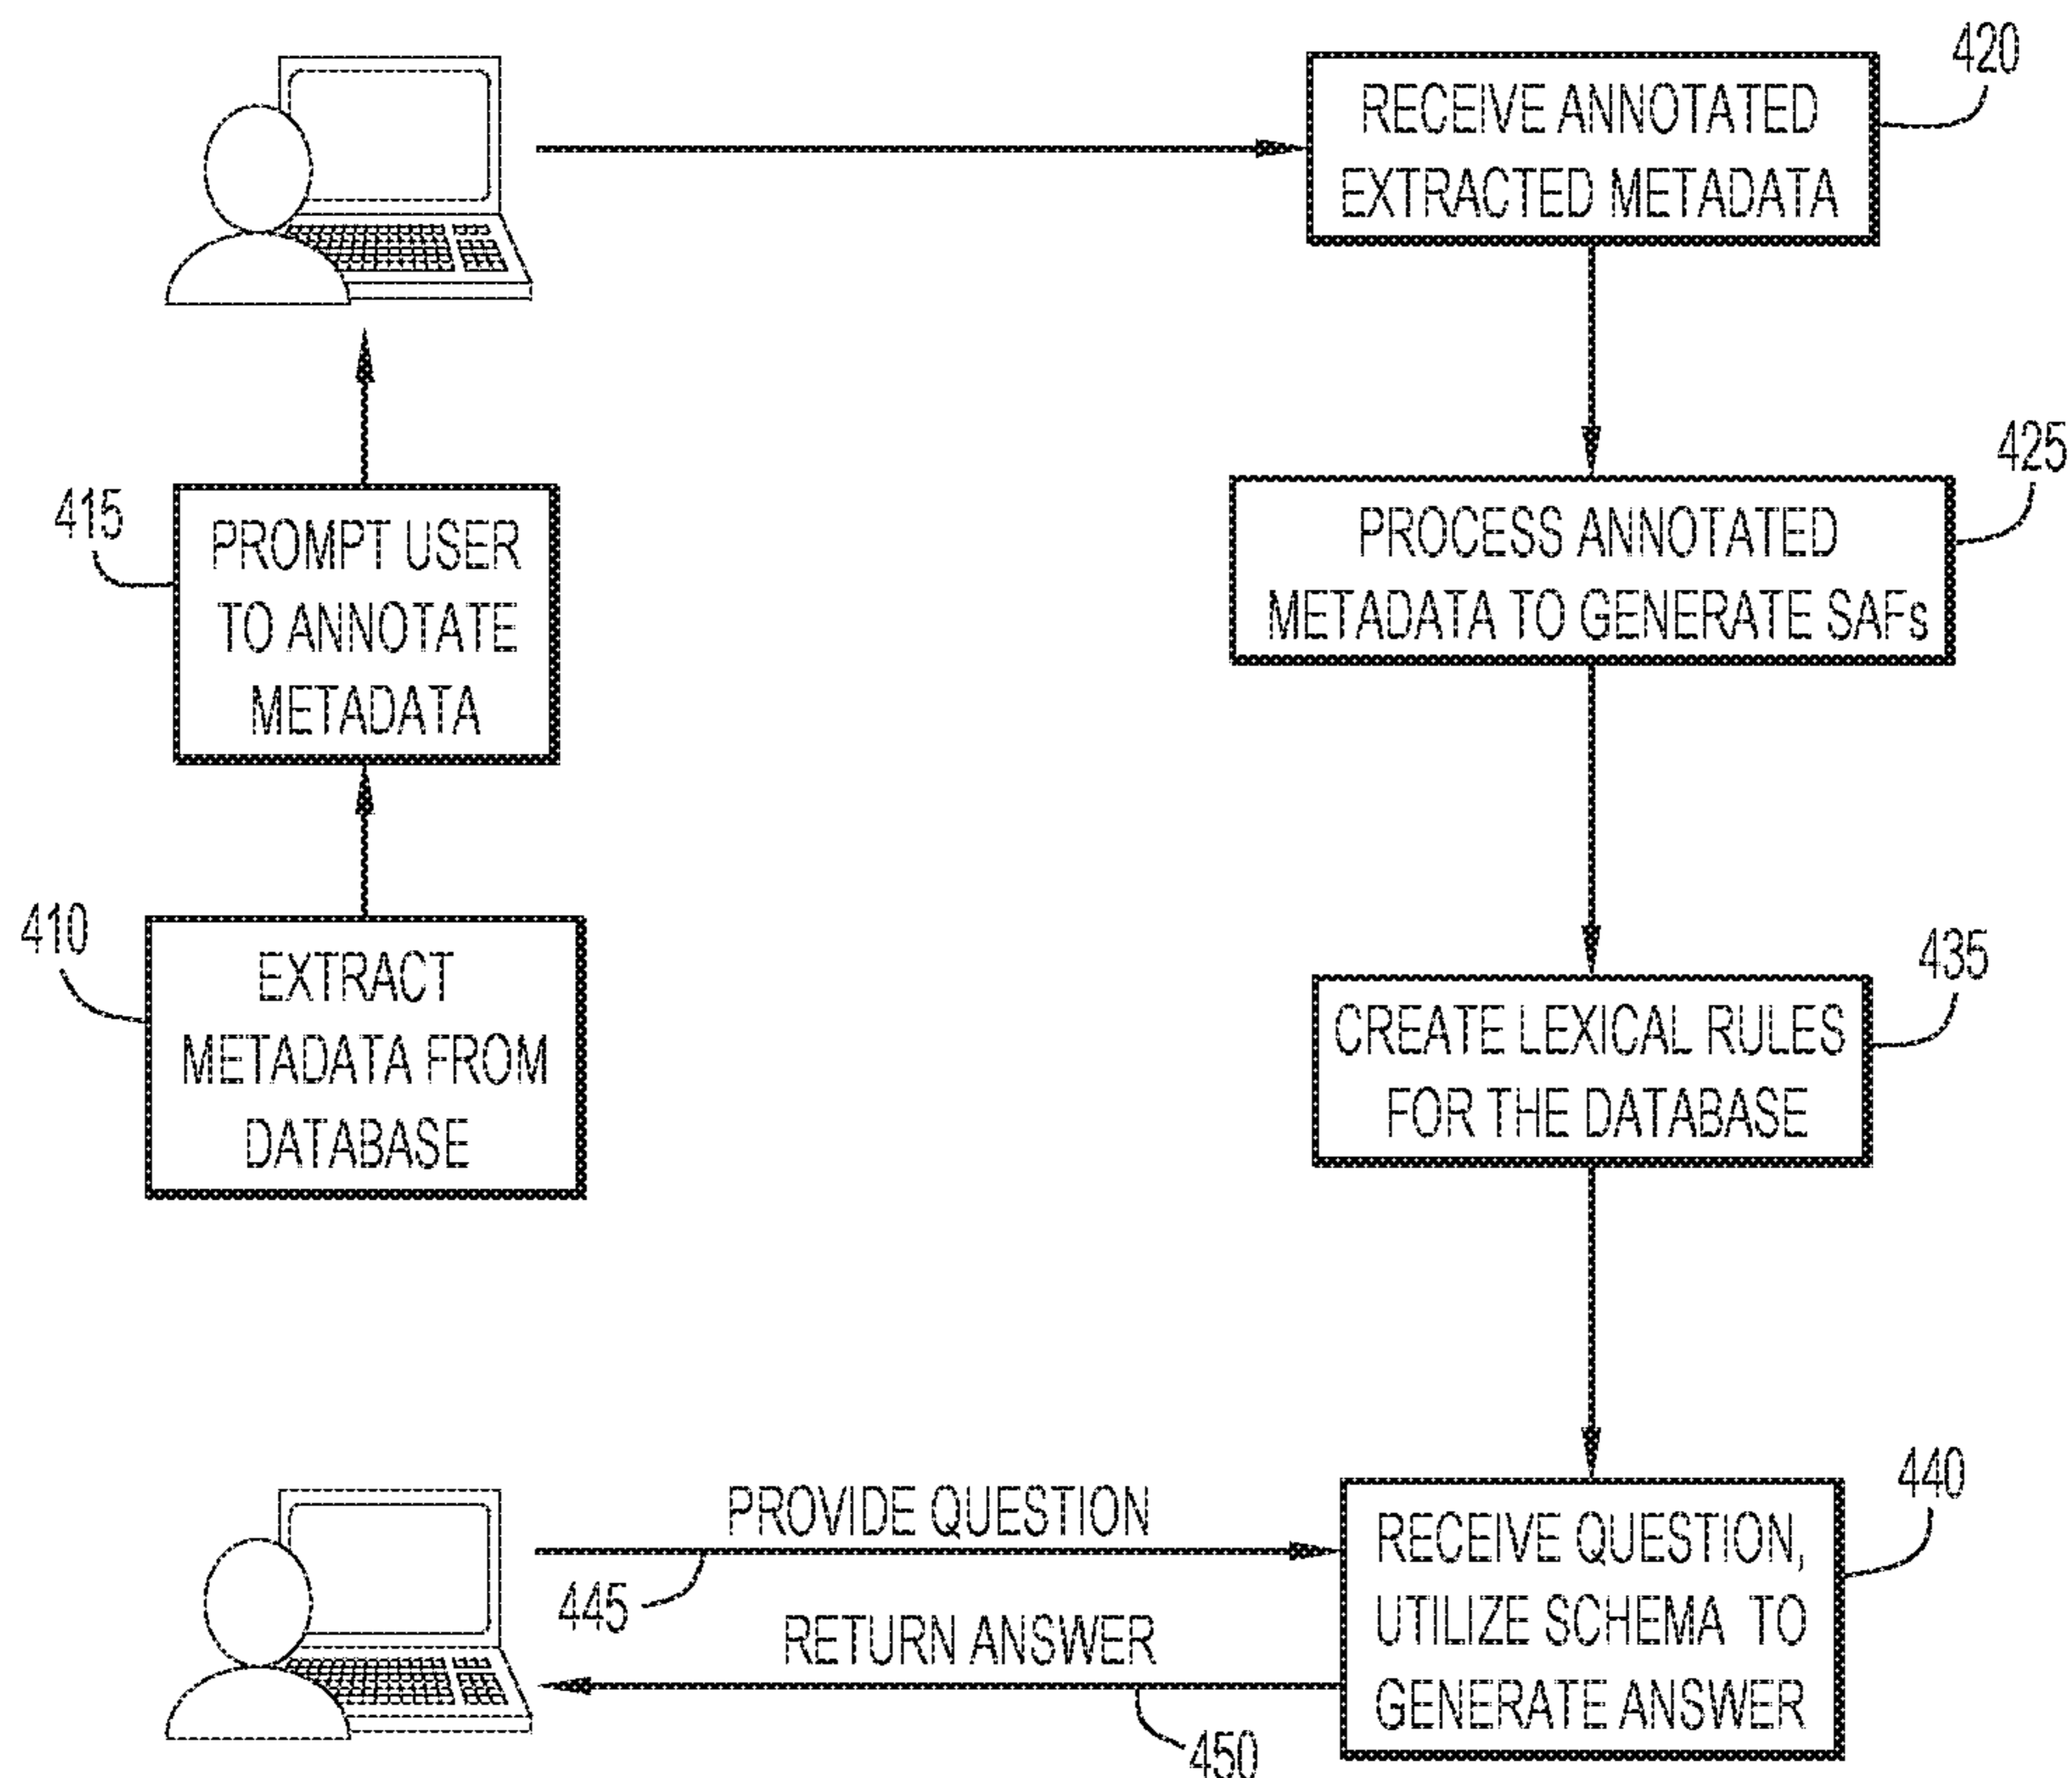 420
RECEIVE ANNOTATED
EXTRACTED METADATA
425
415
PROMPT USER
TO ANNOTATE
METADATA
PROCESS ANNOTATED
METADATA TO GENERATE SAFs
410
EXTRACT
METADATA FROM
DATABASE
435
CREATE LEXICAL RULES
FOR THE DATABASE
440
PROVIDE QUESTION
445
RETURN ANSWER
450
RECEIVE QUESTION,
UTILIZE SCHEMA TO
GENERATE ANSWER